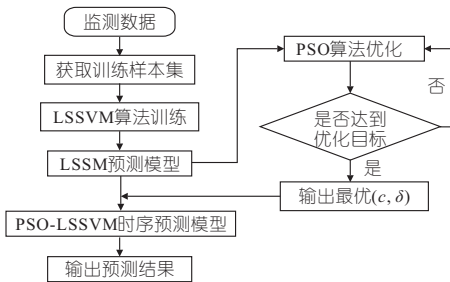 监测数据
获取训练样本集
LSSVM算法训练
LSSM预测模型
PSO-LSSVM时序预测模型
输出预测结果
PSO算法优化
否
是否达到
优化目标
是
输出最优(c, δ)